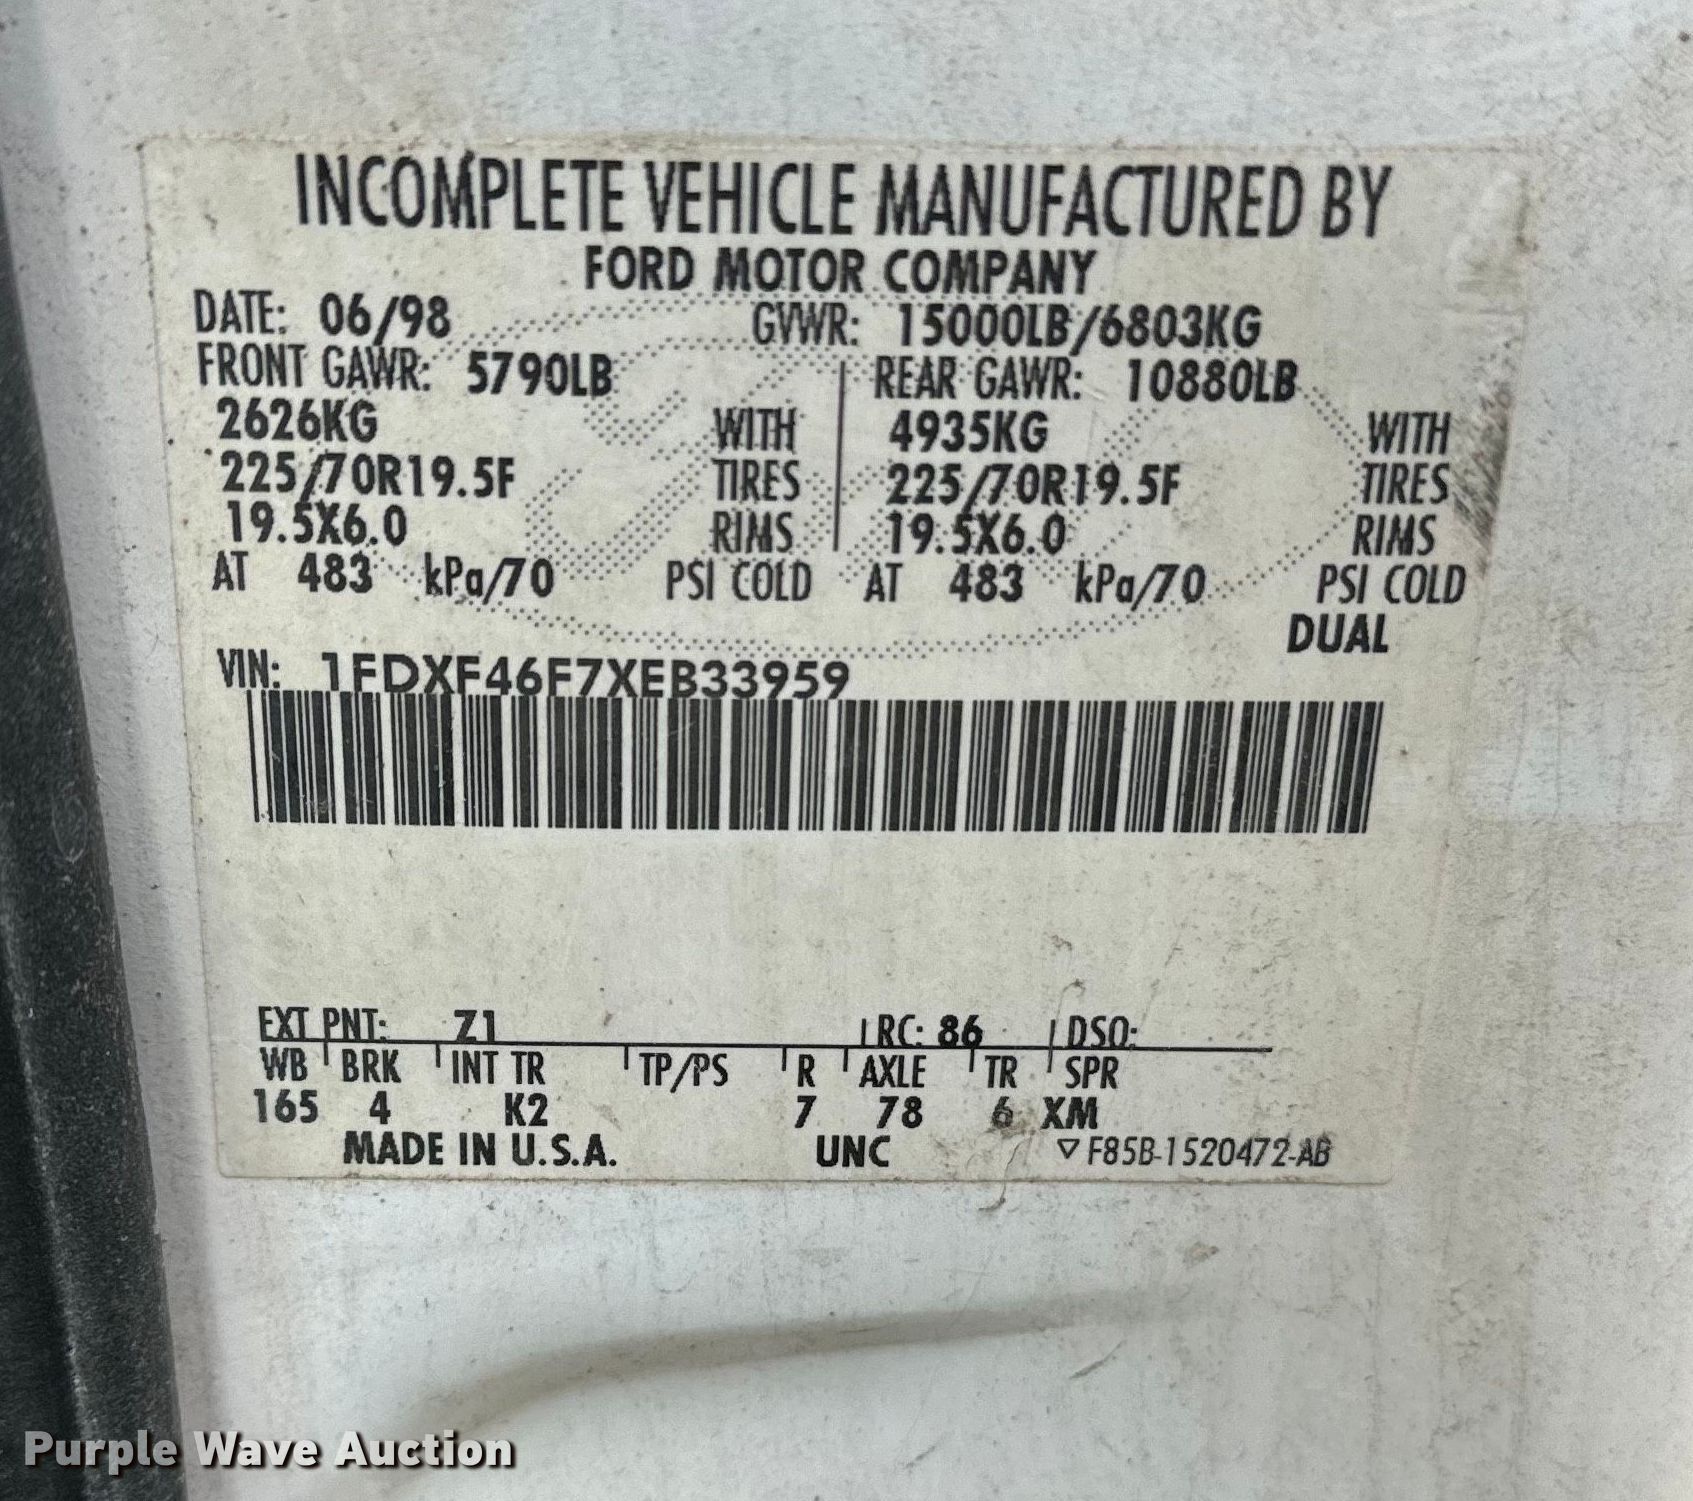 INCOMPLETE VEHICLE MANUFACTURED BY
FORD MOTOR COMPANY
DATE: 06/98 GVWR: 15000LB/6803KG
FRONT GAWR: 5790LB REAR GAWR: 10880LB
2626KG WITH 4935KG WITH
225/70R19.5F TIRES 225/70R19.5F TIRES
19.5X6.0 RIMS 19.5X6.0 RIMS
AT 483 kPa/70 PSI COLD AT 483 kPa/70 PSI COLD
DUAL
VIN: 1FDXF46F7XEB33959
EXT PNT: Z1 RC: 86 DSO:
WB BRK INT TR TP/PS R AXLE TR SPR
165 4 K2 7 78 6 XM
MADE IN U.S.A. UNC ▽ F85B-1520472-AB
Purple Wave Auction